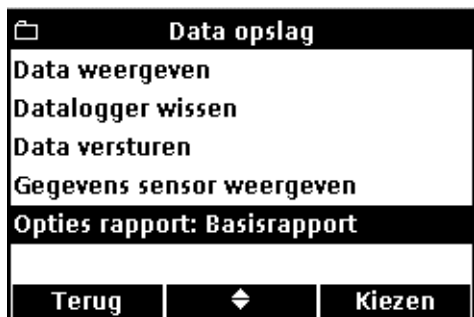 Data opslag
Data weergeven
Datalogger wissen
Data versturen
Gegevens sensor weergeven
Opties rapport: Basisrapport
Terug Kiezen